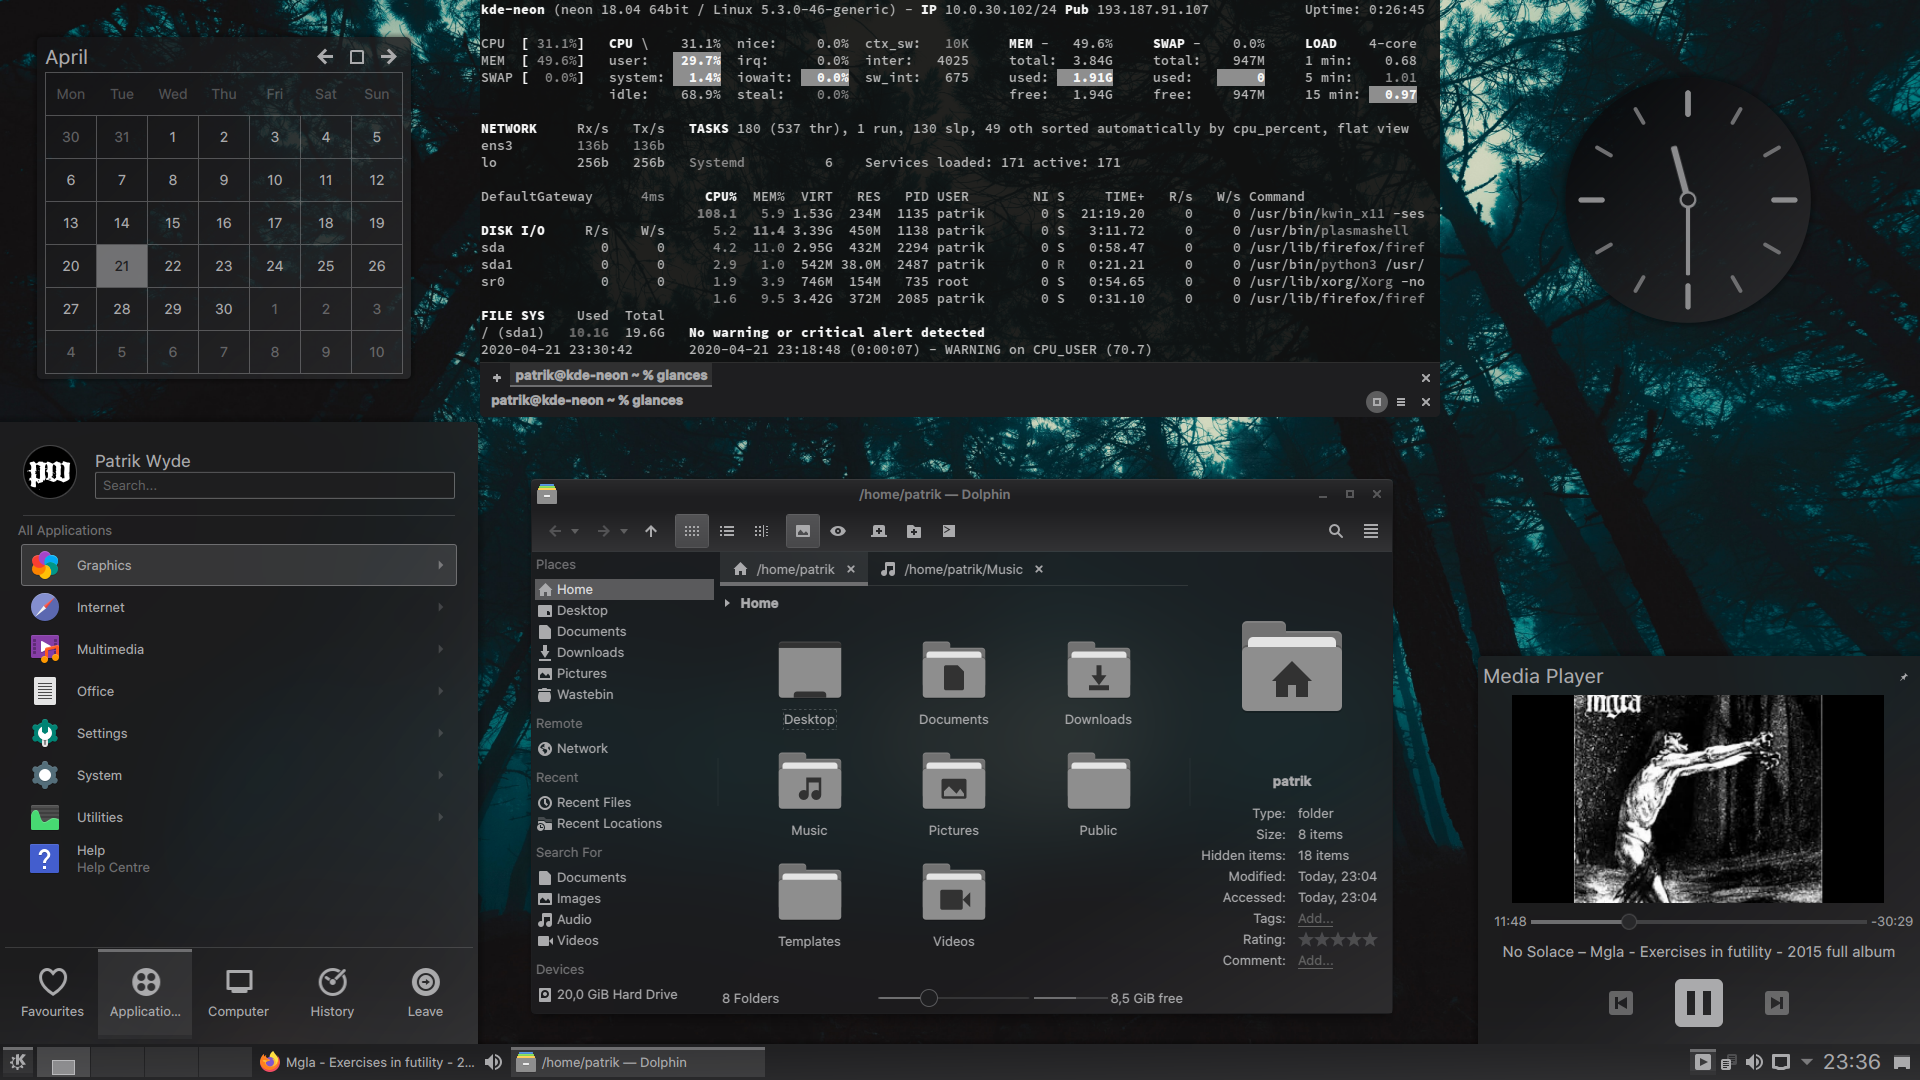 kde-neon (neon 18.04 64bit / Linux 5.3.0-46-generic) - IP 10.0.30.102/24 Pub 193.187.91.107 Uptime: 0:26:45
CPU [ 31.1%] CPU \ 31.1% nice: 0.0% ctx_sw: 10K MEM - 49.6% SWAP - 0.0% LOAD 4-core
MEM [ 49.6%] user: 29.7% irq: 0.0% inter: 4025 total: 3.84G total: 947M 1 min: 0.68
SWAP [ 0.0%] system: 1.4% iowait: 0.0% sw_int: 675 used: 1.91G used: 0 5 min: 1.01
idle: 68.9% steal: 0.0% free: 1.94G free: 947M 15 min: 0.97
NETWORK Rx/s Tx/s TASKS 180 (537 thr), 1 run, 130 slp, 49 oth sorted automatically by cpu_percent, flat view
ens3 136b 136b
lo 256b 256b Systemd 6 Services loaded: 171 active: 171
DefaultGateway 4ms CPU% MEM% VIRT RES PID USER NI S TIME+ R/s W/s Command
108.1 5.9 1.53G 234M 1135 patrik 0 S 21:19.20 0 0 /usr/bin/kwin_x11 -ses
DISK I/O R/s W/s 5.2 11.4 3.39G 450M 1138 patrik 0 S 3:11.72 0 0 /usr/bin/plasmashell
sda 0 0 4.2 11.0 2.95G 432M 2294 patrik 0 S 0:58.47 0 0 /usr/lib/firefox/firef
sda1 0 0 2.9 1.0 542M 38.0M 2487 patrik 0 R 0:21.21 0 0 /usr/bin/python3 /usr/
sr0 0 0 1.9 3.9 746M 154M 735 root 0 S 0:54.65 0 0 /usr/lib/xorg/Xorg -no
1.6 9.5 3.42G 372M 2085 patrik 0 S 0:31.10 0 0 /usr/lib/firefox/firef
FILE SYS Used Total
/ (sda1) 10.1G 19.6G No warning or critical alert detected
2020-04-21 23:30:42 2020-04-21 23:18:48 (0:00:07) - WARNING on CPU_USER (70.7)
patrik@kde-neon ~ % glances
patrik@kde-neon ~ % glances
April
Mon Tue Wed Thu Fri Sat Sun
30 31 1 2 3 4 5
6 7 8 9 10 11 12
13 14 15 16 17 18 19
20 21 22 23 24 25 26
27 28 29 30 1 2 3
4 5 6 7 8 9 10
pw
Patrik Wyde
Search...
All Applications
Graphics
Internet
Multimedia
Office
Settings
System
Utilities
?
Help
Help Centre
Favourites Applicatio... Computer History Leave
/home/patrik — Dolphin
/home/patrik /home/patrik/Music
Places
Home
Desktop
Documents
Downloads
Pictures
Wastebin
Remote
Network
Recent
Recent Files
Recent Locations
Search For
Documents
Images
Audio
Videos
Devices
20,0 GiB Hard Drive
Home
Desktop Documents Downloads
Music Pictures Public
Templates Videos
8 Folders 8,5 GiB free
patrik
Type: folder
Size: 8 items
Hidden items: 18 items
Modified: Today, 23:04
Accessed: Today, 23:04
Tags: Add...
Rating:
Comment: Add...
Media Player
mgła
11:48 -30:29
No Solace – Mgla - Exercises in futility - 2015 full album
Mgla - Exercises in futility - 2... /home/patrik — Dolphin 23:36